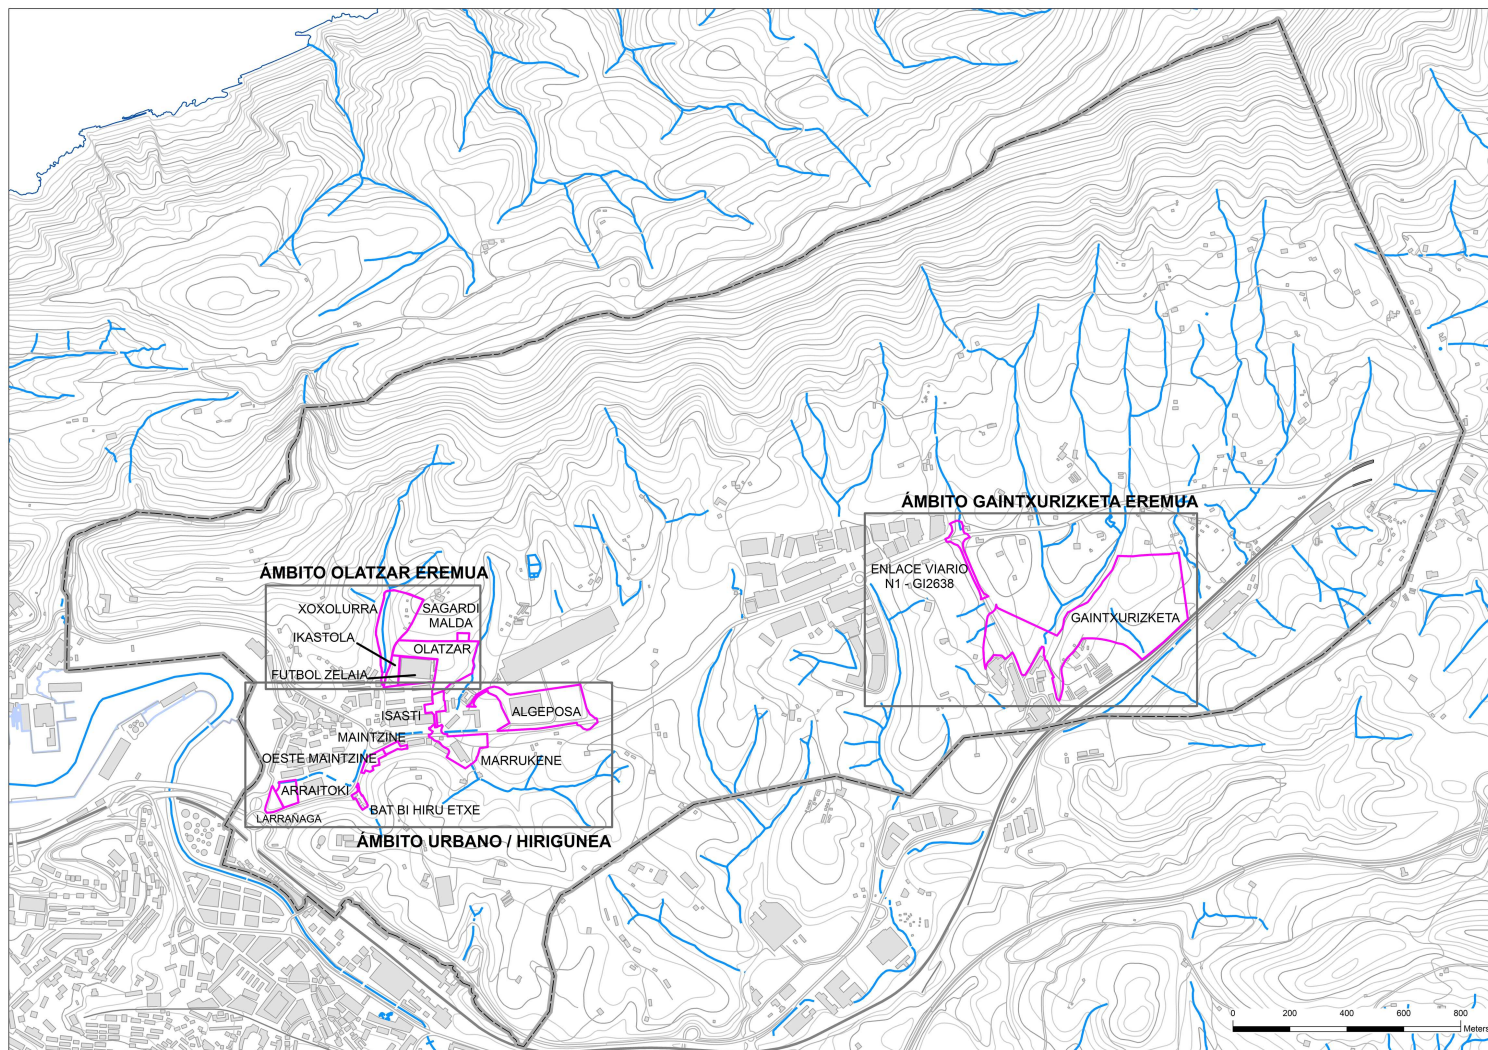 ÁMBITO GAINTXURIZKETA EREMUA
ENLACE VIARIO
N1 - GI2638
GAINTXURIZKETA
ÁMBITO OLATZAR EREMUA
XOXOLURRA
SAGARDI
MALDA
IKASTOLA
OLATZAR
FUTBOL ZELAIA
ISASTI
ALGEPOSA
MAINTZINE
OESTE MAINTZINE
MARRUKENE
ARRAITOKI
BAT BI HIRU ETXE
LARRAÑAGA
ÁMBITO URBANO / HIRIGUNEA
0 200 400 600 800
Meters